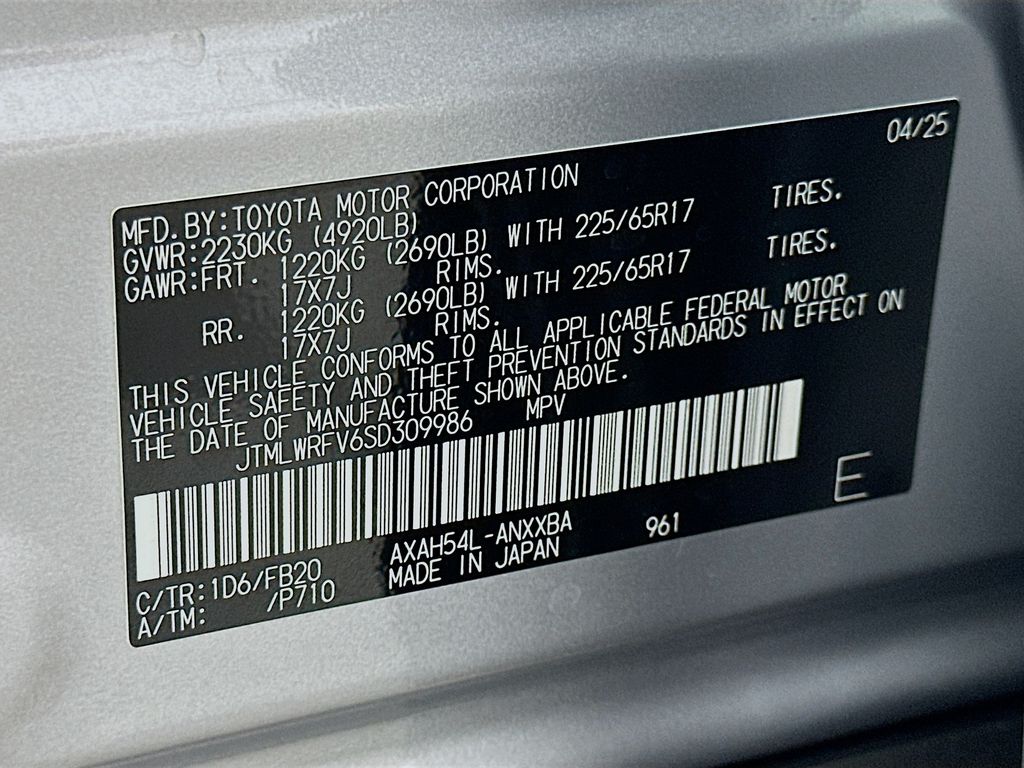 04/25
MFD.BY:TOYOTA MOTOR CORPORATION
GVWR:2230KG (4920LB)
GAWR:FRT. 1220KG (2690LB) WITH 225/65R17 TIRES.
17X7J RIMS.
RR. 1220KG (2690LB) WITH 225/65R17 TIRES.
17X7J RIMS.
THIS VEHICLE CONFORMS TO ALL APPLICABLE FEDERAL MOTOR
VEHICLE SAFETY AND THEFT PREVENTION STANDARDS IN EFFECT ON
THE DATE OF MANUFACTURE SHOWN ABOVE.
JTMLWRFV6SD309986 MPV
E
C/TR:1D6/FB20 AXAH54L-ANXXBA 961
A/TM: /P710 MADE IN JAPAN